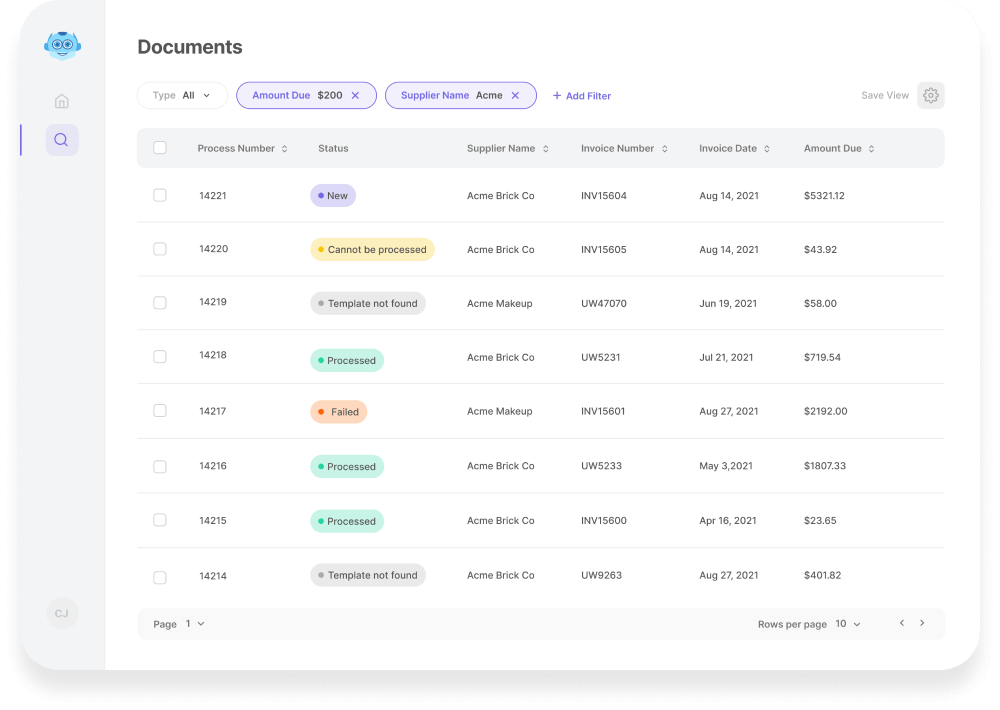 Documents
Type All Amount Due $200 Supplier Name Acme + Add Filter Save View
Process Number Status Supplier Name Invoice Number Invoice Date Amount Due
14221 New Acme Brick Co INV15604 Aug 14, 2021 $5321.12
14220 Cannot be processed Acme Brick Co INV15605 Aug 14, 2021 $43.92
14219 Template not found Acme Makeup UW47070 Jun 19, 2021 $58.00
14218 Processed Acme Brick Co UW5231 Jul 21, 2021 $719.54
14217 Failed Acme Makeup INV15601 Aug 27, 2021 $2192.00
14216 Processed Acme Brick Co UW5233 May 3,2021 $1807.33
14215 Processed Acme Brick Co INV15600 Apr 16, 2021 $23.65
14214 Template not found Acme Brick Co UW9263 Aug 27, 2021 $401.82
CJ
Page 1 Rows per page 10